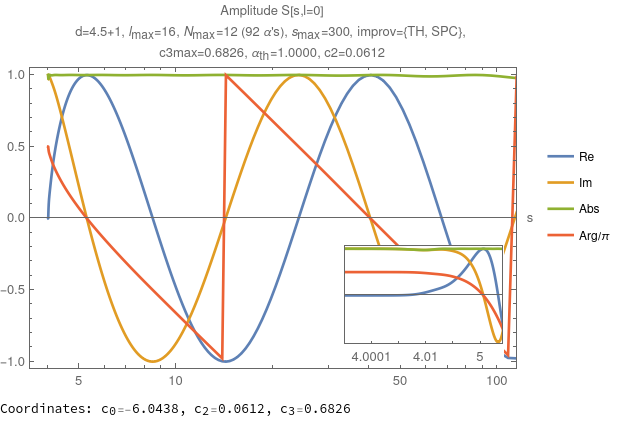 Amplitude S[s,l=0]
d=4.5+1, lmax=16, Nmax=12 (92 α's), smax=300, improv={TH, SPC},
c3max=0.6826, αth=1.0000, c2=0.0612
1.0
0.5
0.0
-0.5
-1.0
s
Re
Im
Abs
Arg/π
4.0001 4.01 5
5 10 50 100
Coordinates: c0=-6.0438, c2=0.0612, c3=0.6826